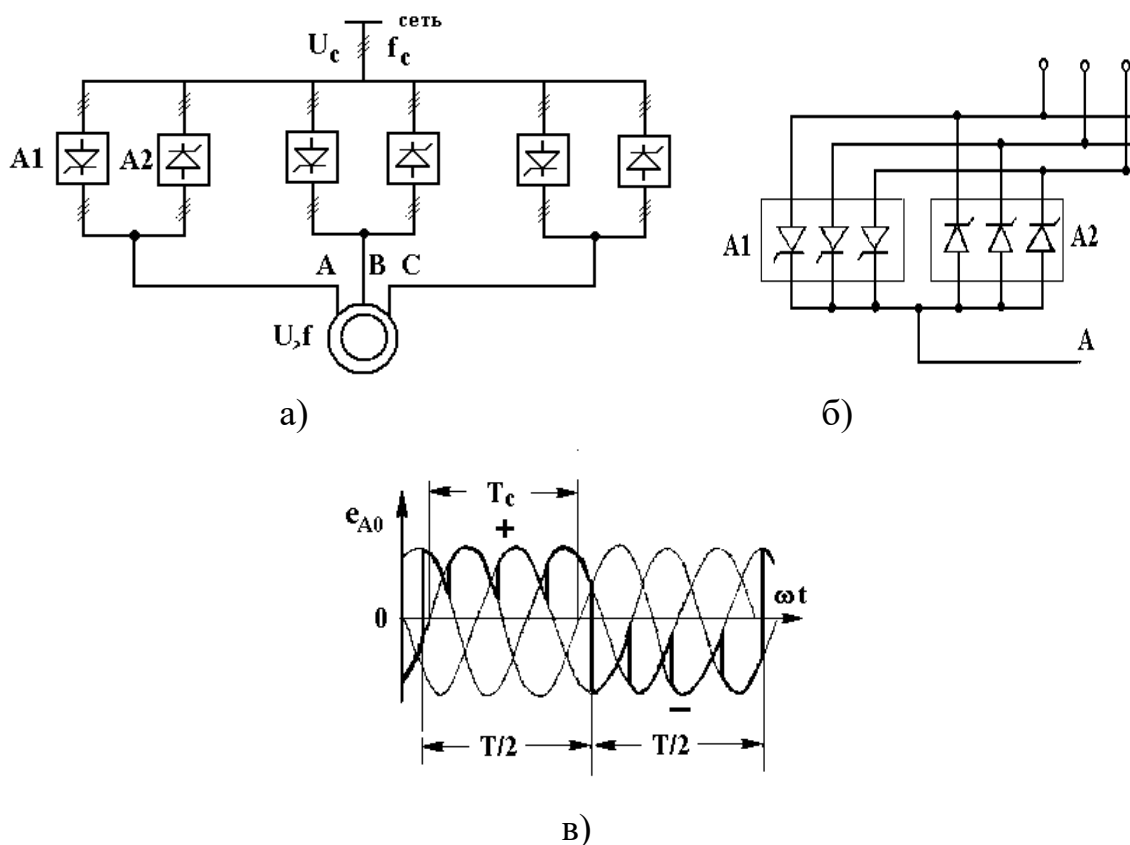 сеть
U_c f_c
A1 A2
A B C
U,f
а)
A1 A2
A
б)
T_c
e_A0 +
0 ωt
−
T/2 T/2
в)